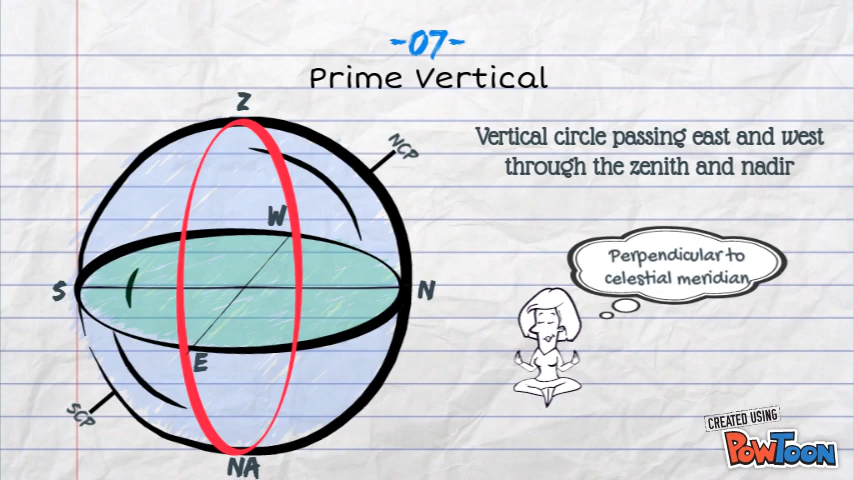 -07-
Prime Vertical
Z
NCP
Vertical circle passing east and west
through the zenith and nadir
W
Perpendicular to
celestial meridian
S
N
E
SCP
NA
CREATED USING
POWTOON